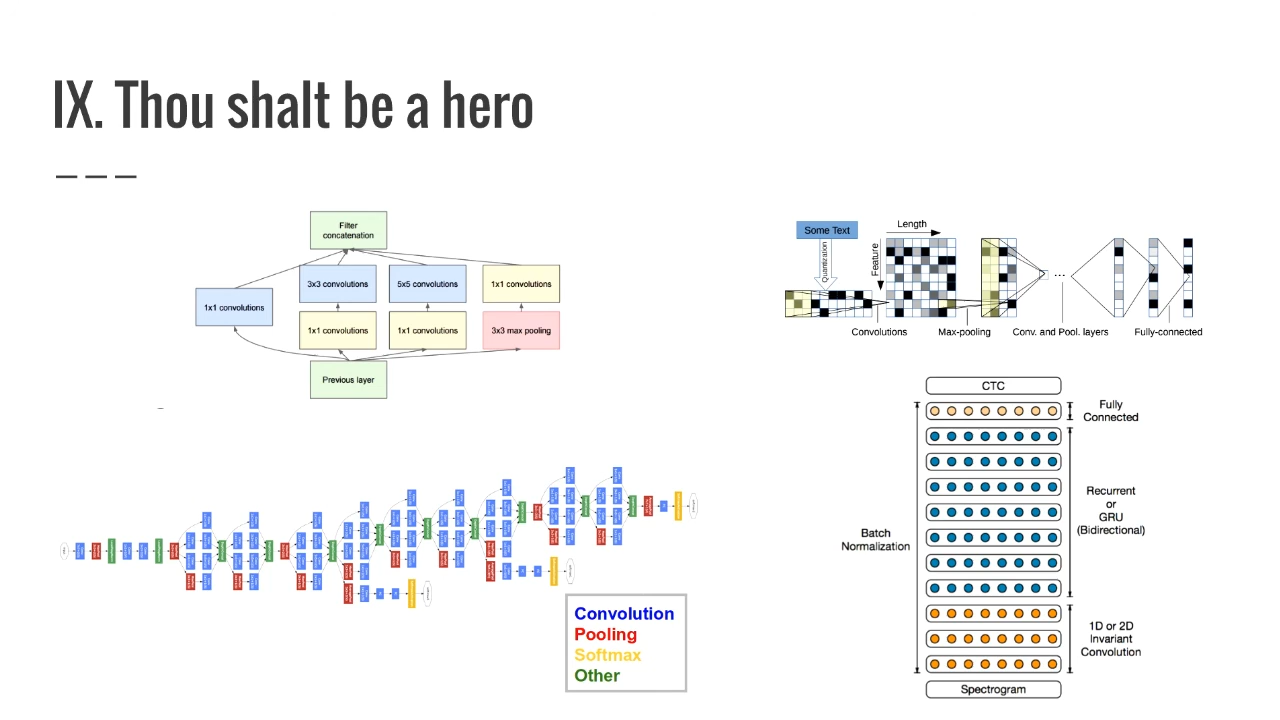 IX. Thou shalt be a hero
Filter
concatenation
3x3 convolutions
5x5 convolutions
1x1 convolutions
1x1 convolutions
1x1 convolutions
1x1 convolutions
3x3 max pooling
Previous layer
Convolution
Pooling
Softmax
Other
Some Text
Quantization
Length
Feature
...
Convolutions
Max-pooling
Conv. and Pool. layers
Fully-connected
CTC
Fully
Connected
Recurrent
or
GRU
(Bidirectional)
Batch
Normalization
1D or 2D
Invariant
Convolution
Spectrogram